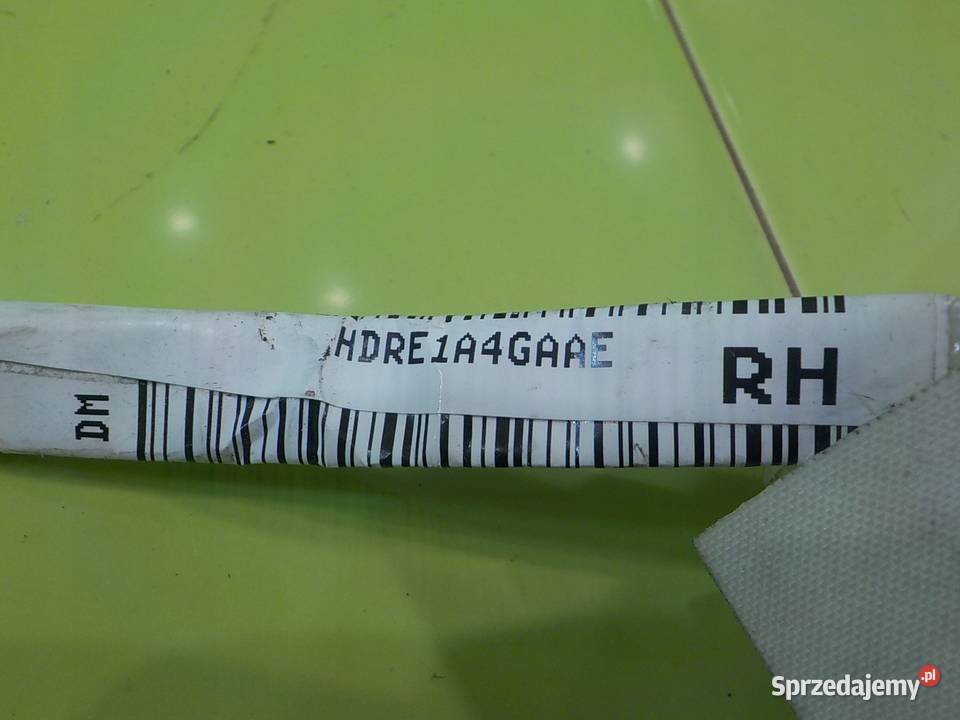 HDRE1A4GAAE
RH
DM
Sprzedajemy.pl